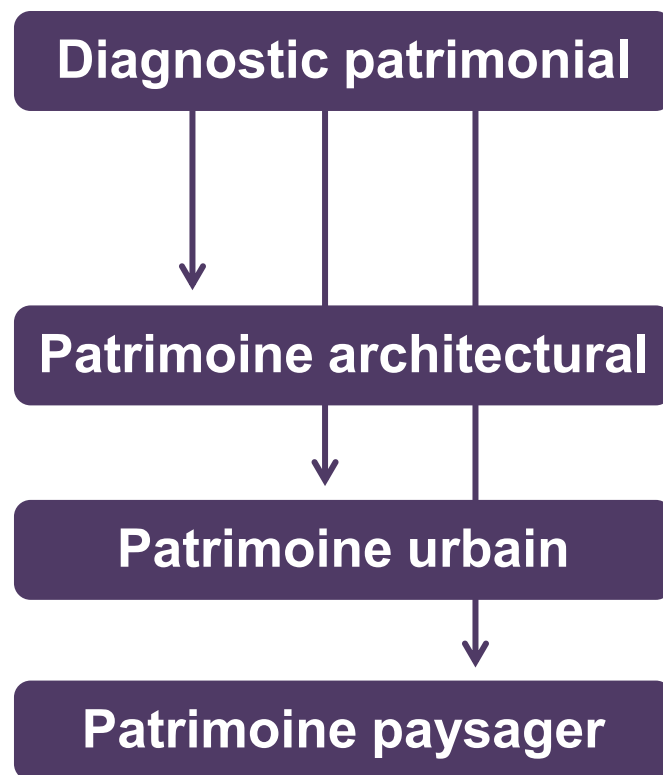 Diagnostic patrimonial
Patrimoine architectural
Patrimoine urbain
Patrimoine paysager